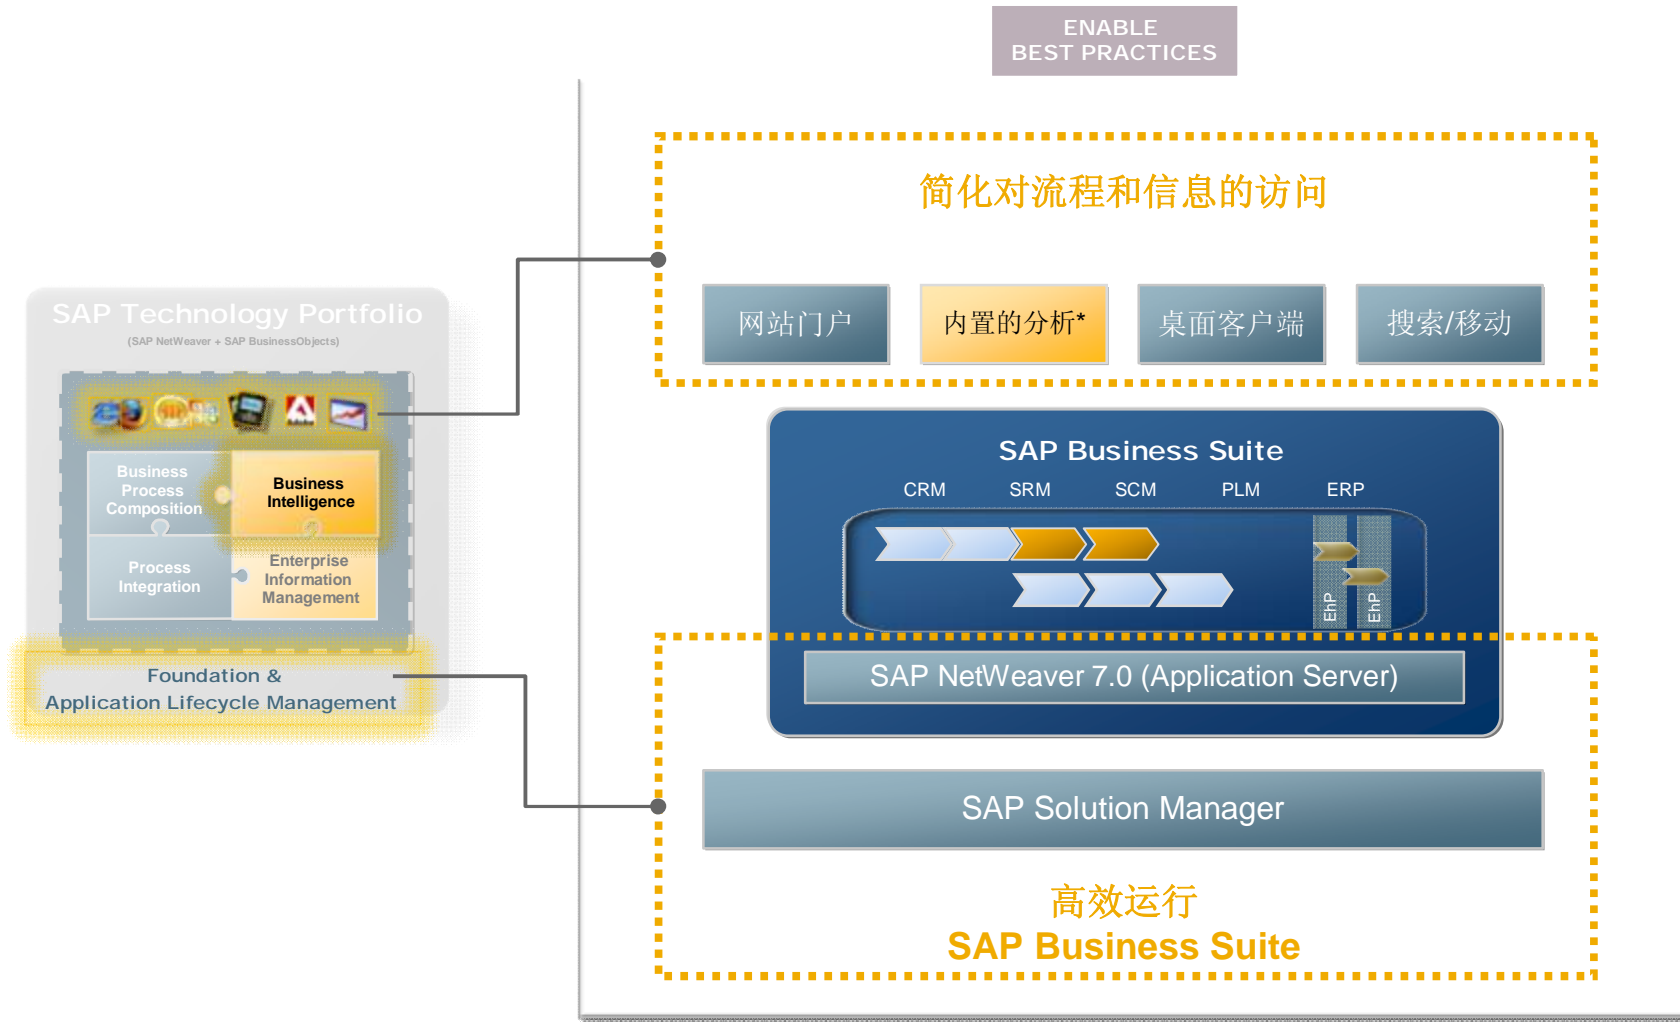 ENABLE
BEST PRACTICES
简化对流程和信息的访问
网站门户
内置的分析*
桌面客户端
搜索/移动
SAP Technology Portfolio
(SAP NetWeaver + SAP BusinessObjects)
Adobe
Business
Process
Composition
Business
Intelligence
Process
Integration
Enterprise
Information
Management
Foundation &
Application Lifecycle Management
SAP Business Suite
CRM SRM SCM PLM ERP
EhP
EhP
SAP NetWeaver 7.0 (Application Server)
SAP Solution Manager
高效运行
SAP Business Suite